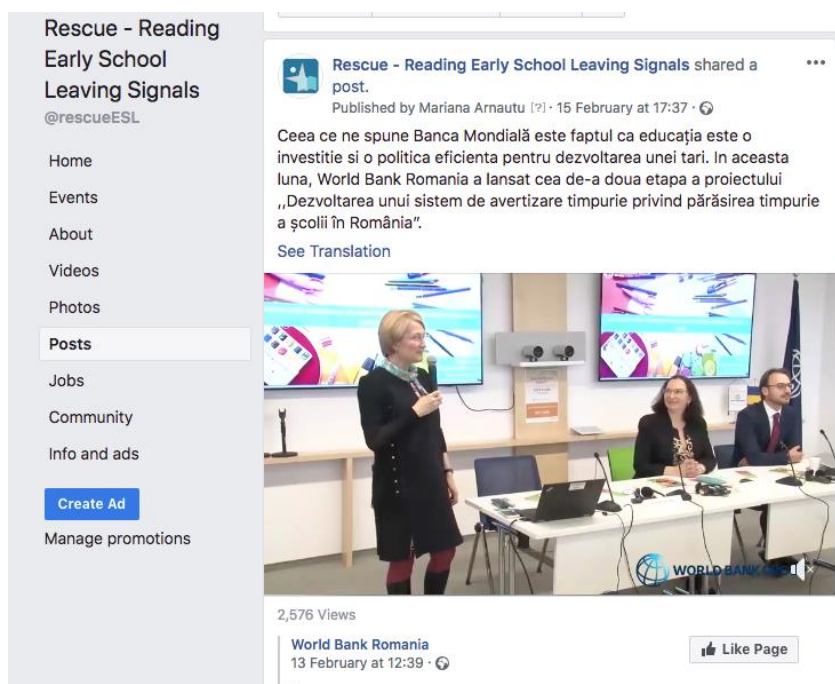 Rescue - Reading
Early School
Leaving Signals
@rescueESL
Home
Events
About
Videos
Photos
Posts
Jobs
Community
Info and ads
Create Ad
Manage promotions
Rescue - Reading Early School Leaving Signals shared a
post.
Published by Mariana Arnautu [?] · 15 February at 17:37 ·
Ceea ce ne spune Banca Mondială este faptul ca educația este o
investitie si o politica eficienta pentru dezvoltarea unei tari. In aceasta
luna, World Bank Romania a lansat cea de-a doua etapa a proiectului
,,Dezvoltarea unui sistem de avertizare timpurie privind părăsirea timpurie
a școlii în România”.
See Translation
WORLD BANK
2,576 Views
World Bank Romania
13 February at 12:39 ·
Like Page